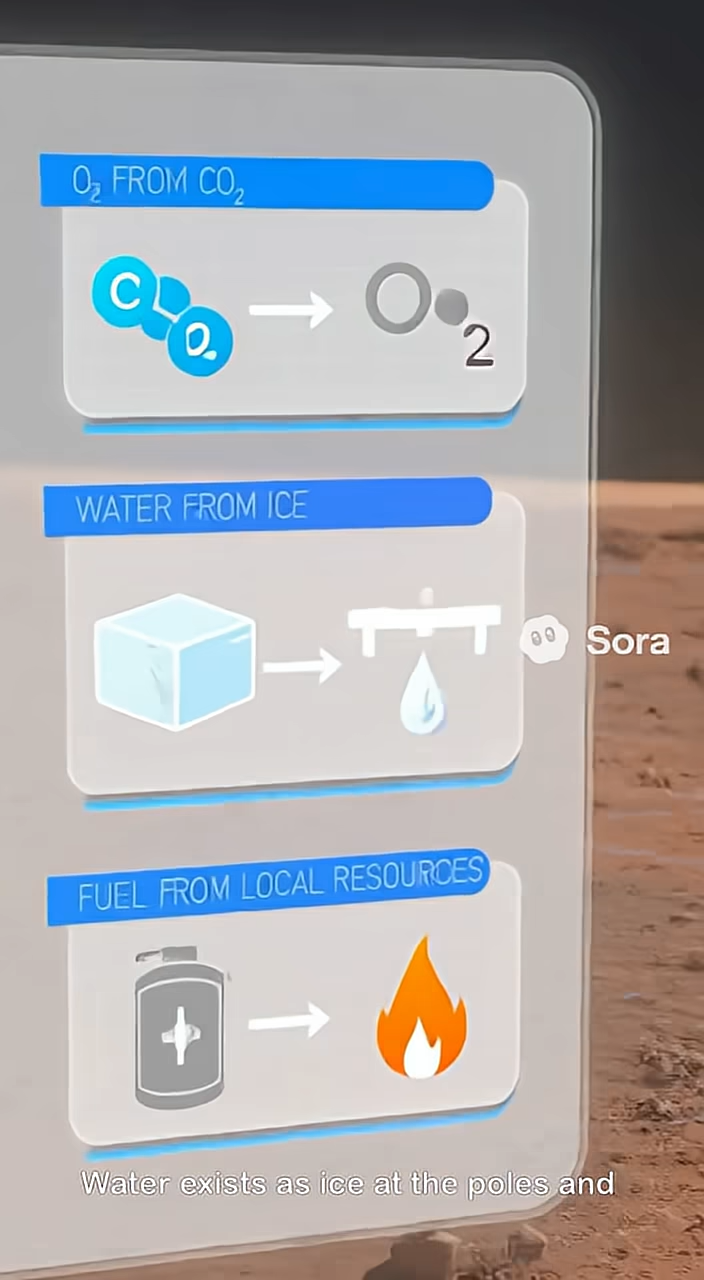 O₂ FROM CO₂
C O₂
O 2
WATER FROM ICE
Sora
FUEL FROM LOCAL RESOURCES
Water exists as ice at the poles and